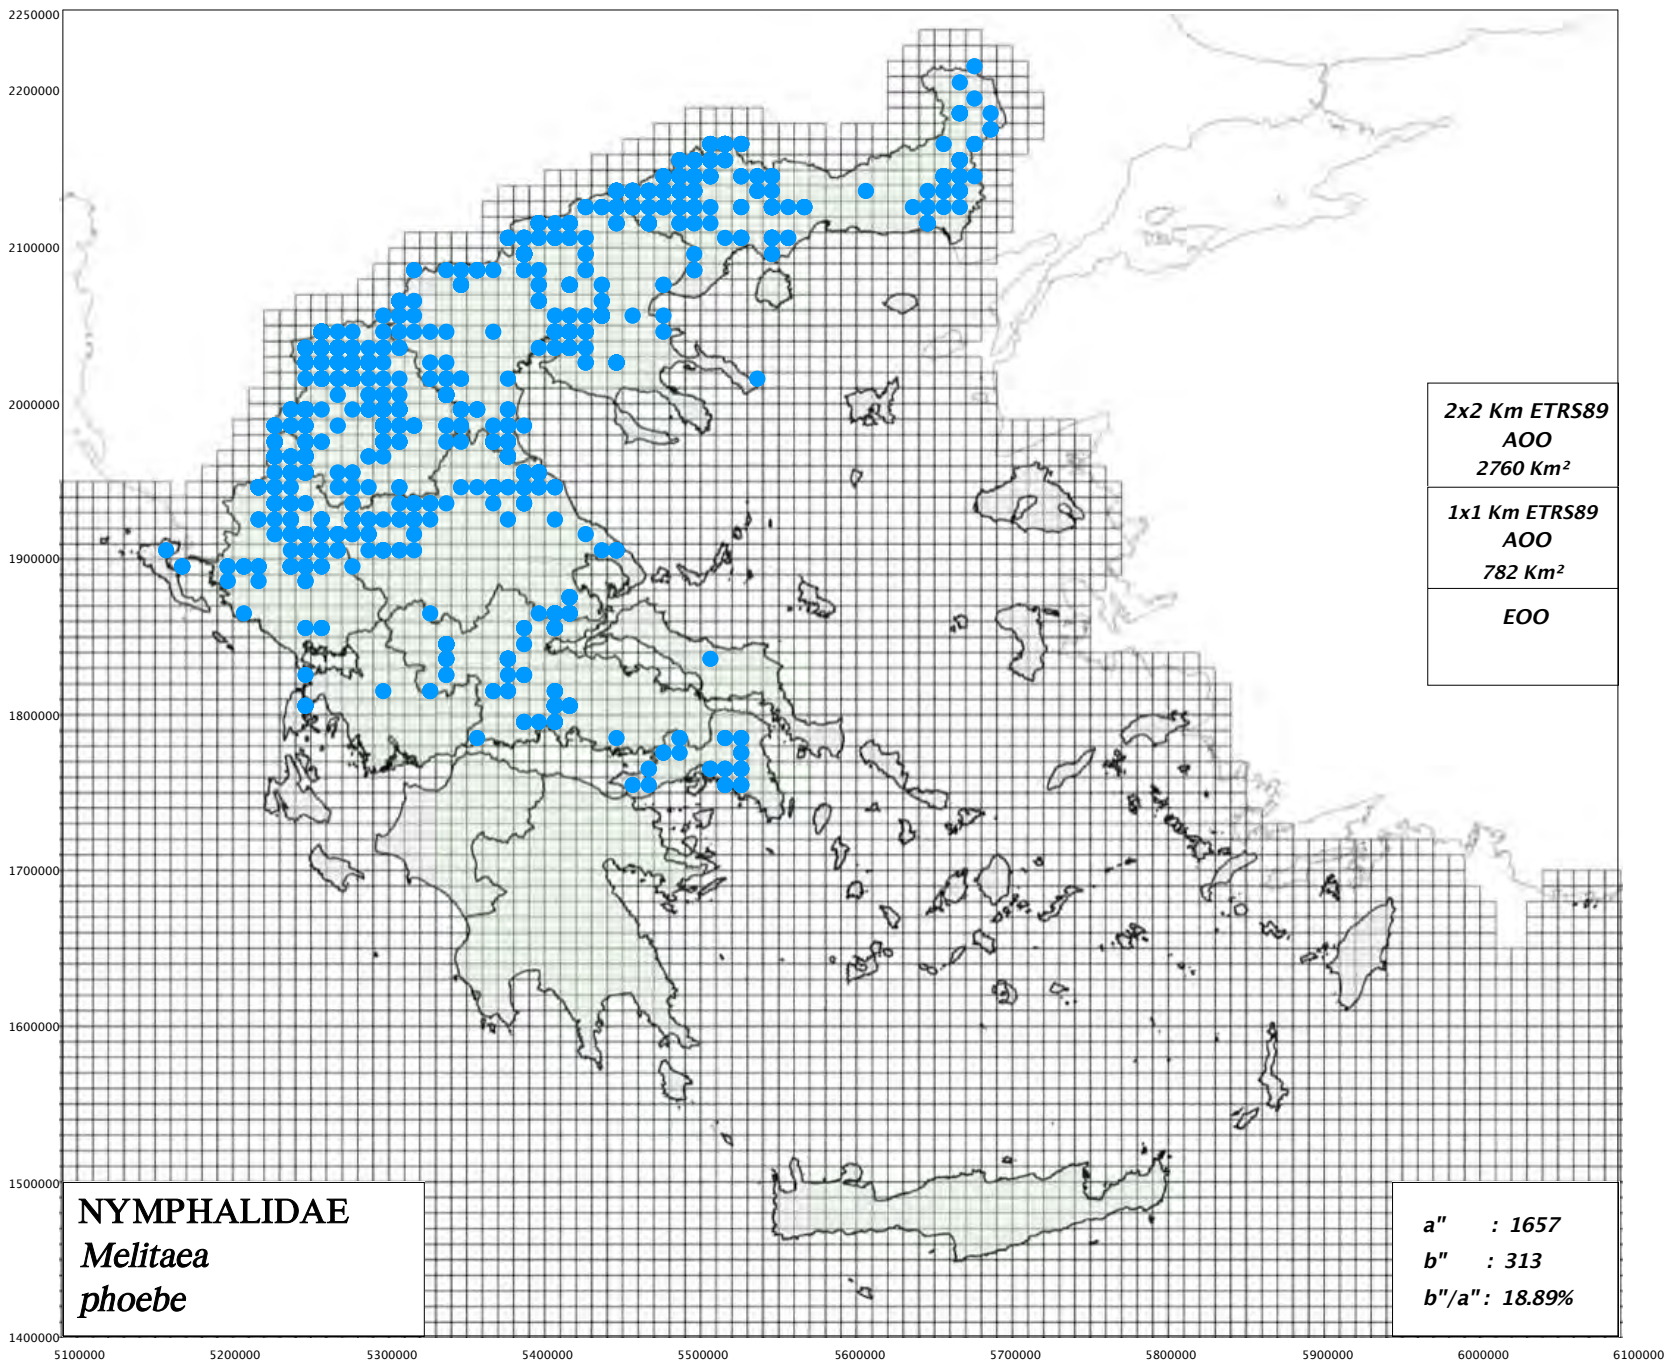 2250000
2200000
2100000
2000000
1900000
1800000
1700000
1600000
1500000
1400000
2x2 Km ETRS89
AOO
2760 Km²
1x1 Km ETRS89
AOO
782 Km²
EOO
NYMPHALIDAE
Melitaea
phoebe
a" : 1657
b" : 313
b"/a" : 18.89%
5100000 5200000 5300000 5400000 5500000 5600000 5700000 5800000 5900000 6000000 6100000